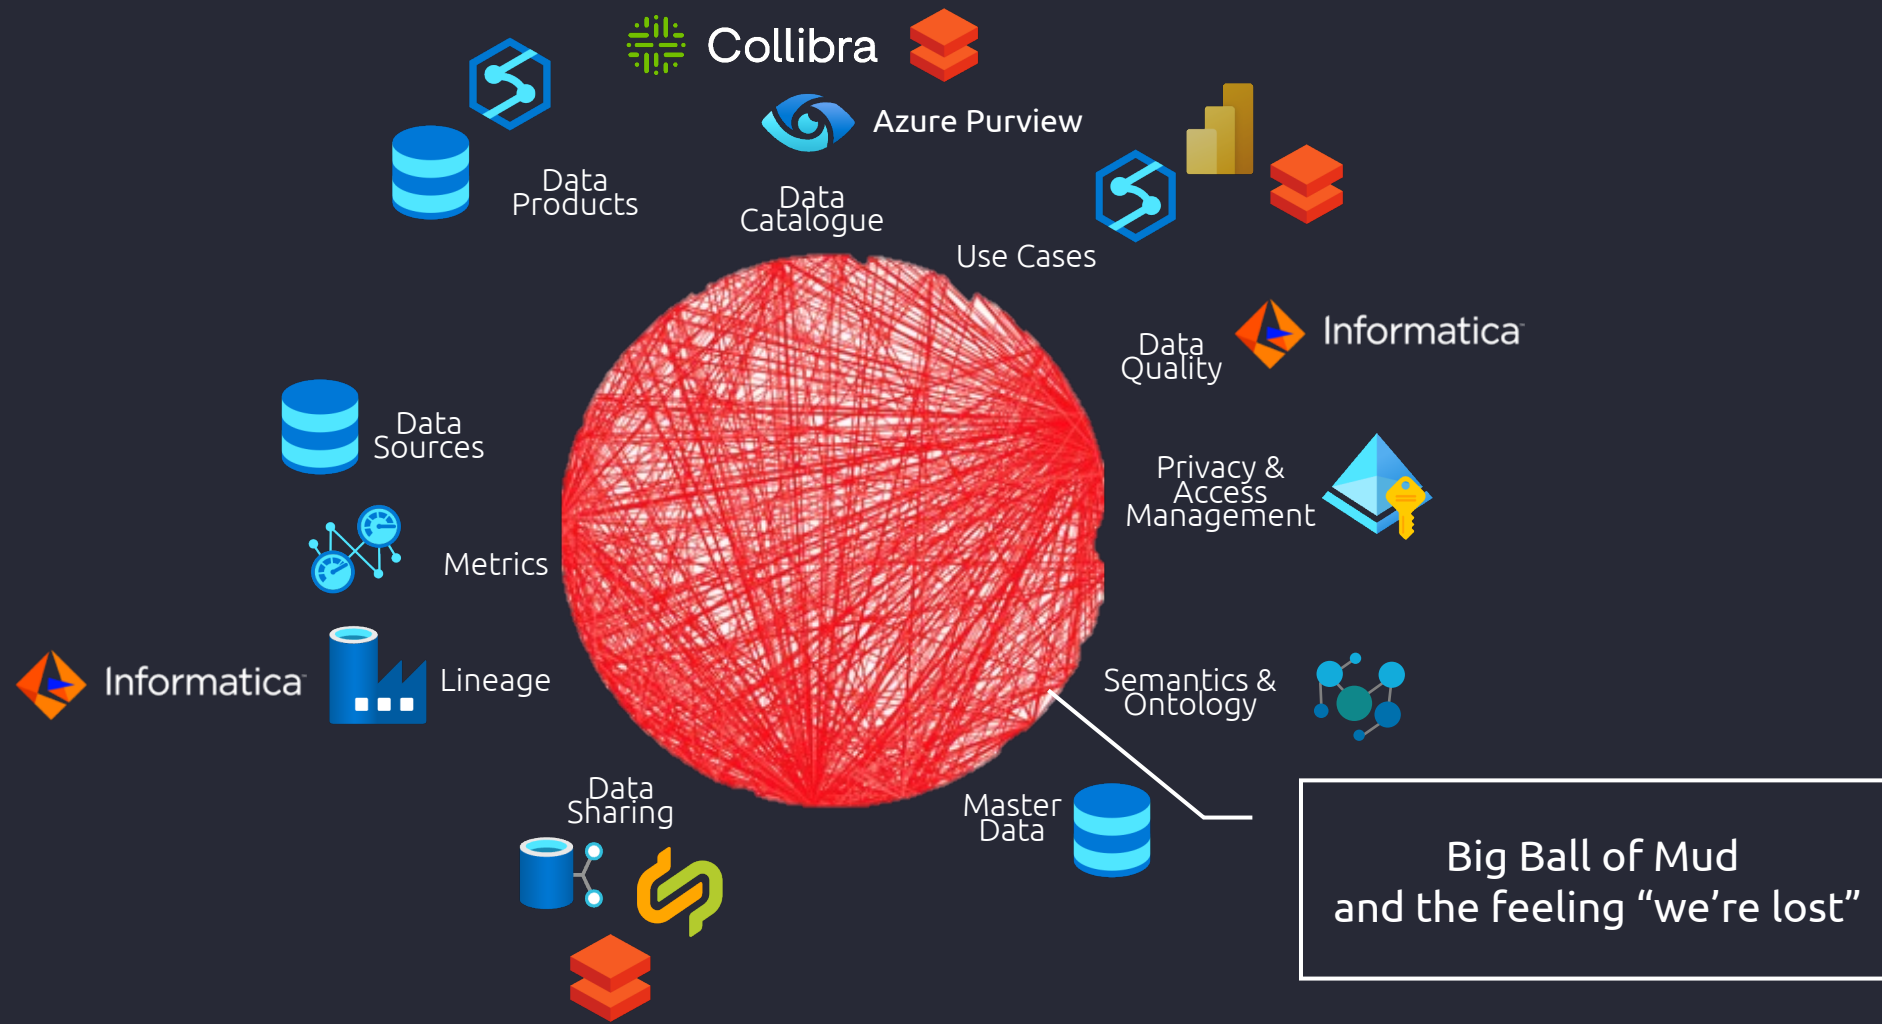 Collibra
Azure Purview
Data
Products
Data
Catalogue
Use Cases
Data
Quality
Informatica
Data
Sources
Privacy &
Access
Management
Metrics
Informatica
Lineage
Semantics &
Ontology
Data
Sharing
Master
Data
Big Ball of Mud
and the feeling “we’re lost”